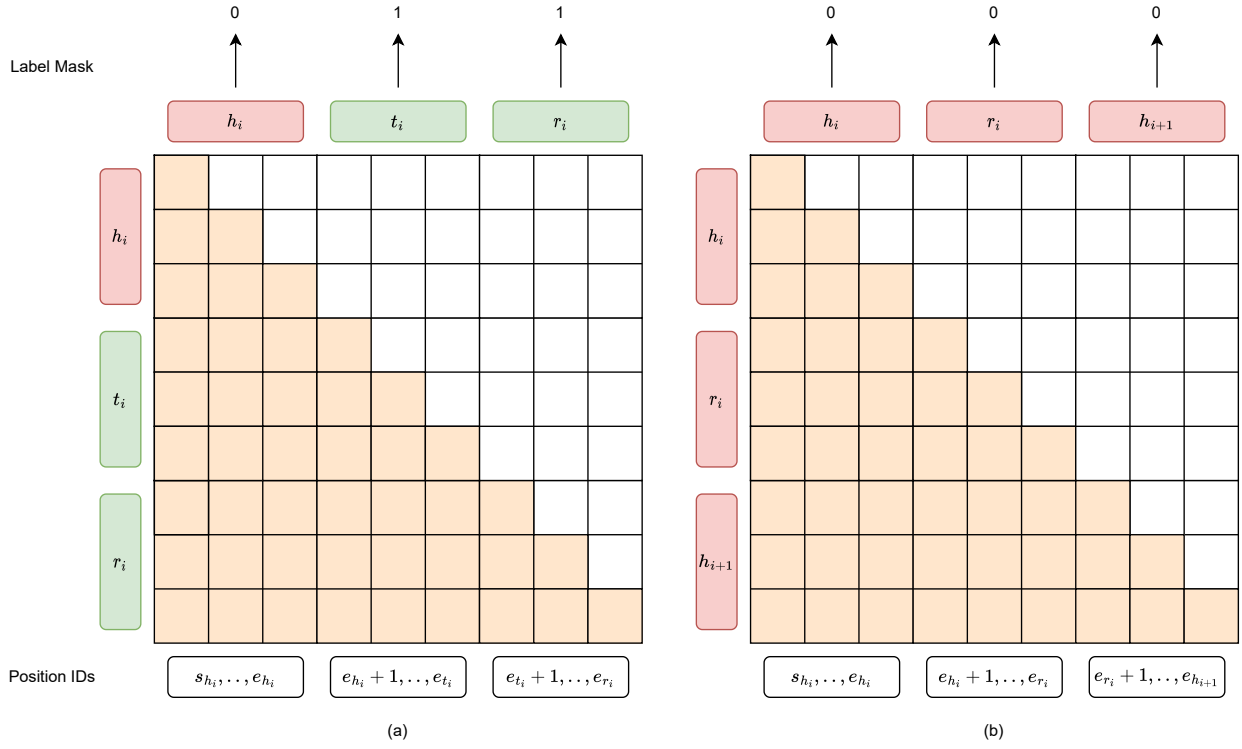 0 1 1 0 0 0
Label Mask
h_i t_i r_i h_i r_i h_{i+1}
h_i h_i
t_i r_i
r_i h_{i+1}
Position IDs s_{h_i}, .., e_{h_i} e_{h_i} + 1, .., e_{t_i} e_{t_i} + 1, .., e_{r_i} s_{h_i}, .., e_{h_i} e_{h_i} + 1, .., e_{r_i} e_{r_i} + 1, .., e_{h_{i+1}}
(a) (b)